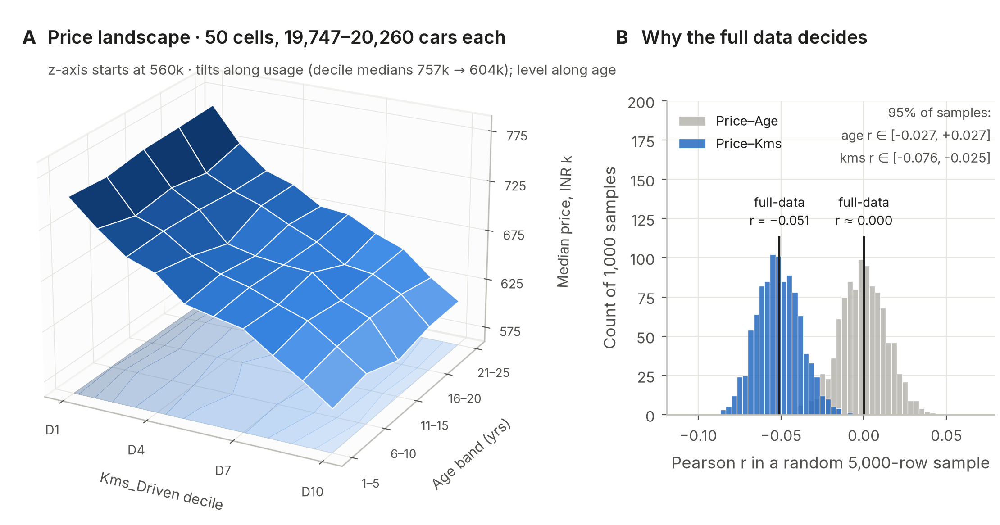 A Price landscape · 50 cells, 19,747–20,260 cars each
z-axis starts at 560k · tilts along usage (decile medians 757k → 604k); level along age
775
725
675
625
575
Median price, INR k
21–25
16–20
11–15
6–10
1–5
Age band (yrs)
D1
D4
D7
D10
Kms_Driven decile
B Why the full data decides
Price–Age
Price–Kms
95% of samples:
age r ∈ [-0.027, +0.027]
kms r ∈ [-0.076, -0.025]
full-data
r = −0.051
full-data
r ≈ 0.000
200
175
150
125
100
75
50
25
0
Count of 1,000 samples
−0.10
−0.05
0.00
0.05
Pearson r in a random 5,000-row sample